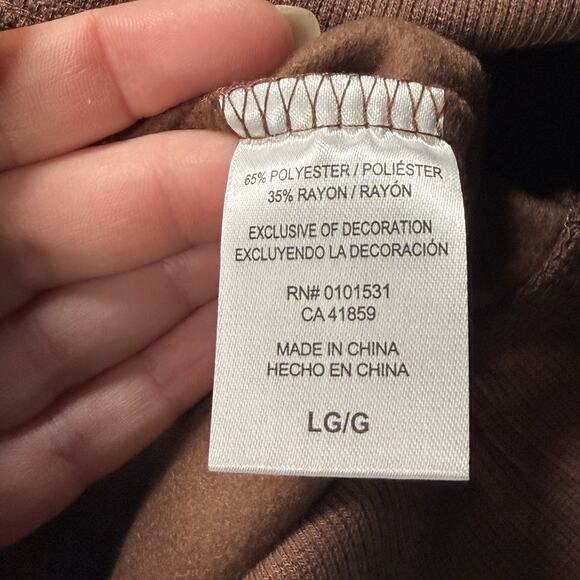 65% POLYESTER / POLIÉSTER
35% RAYON / RAYÓN
EXCLUSIVE OF DECORATION
EXCLUYENDO LA DECORACIÓN
RN# 0101531
CA 41859
MADE IN CHINA
HECHO EN CHINA
LG/G